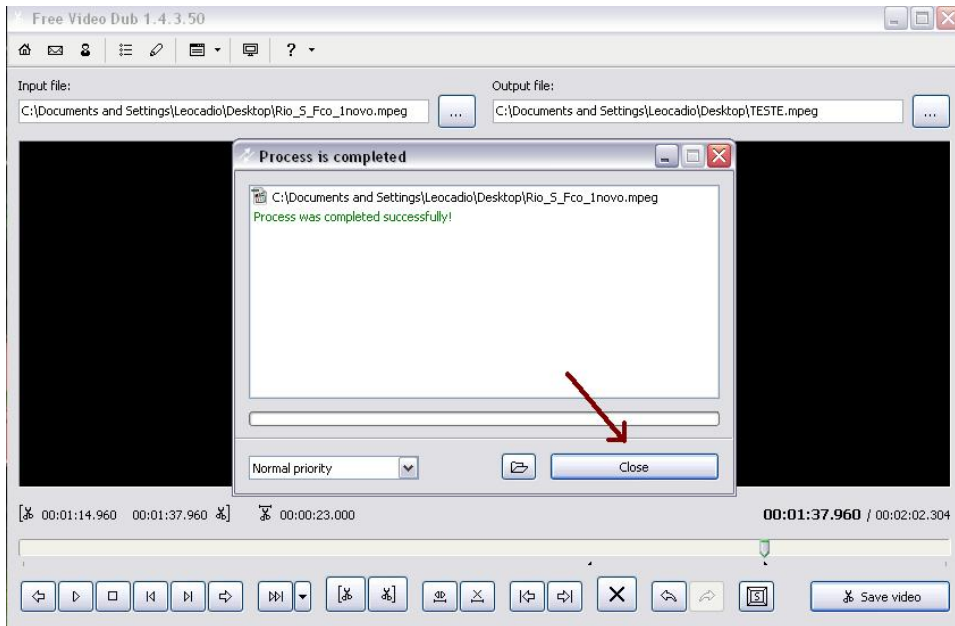 Free Video Dub 1.4.3.50
?
Input file:
Output file:
C:\Documents and Settings\Leocadio\Desktop\Rio_S_Fco_1novo.mpeg
...
C:\Documents and Settings\Leocadio\Desktop\TESTE.mpeg
...
Process is completed
C:\Documents and Settings\Leocadio\Desktop\Rio_S_Fco_1novo.mpeg
Process was completed successfully!
Normal priority
Close
00:01:14.960 00:01:37.960 00:00:23.000 00:01:37.960 / 00:02:02.304
Save video